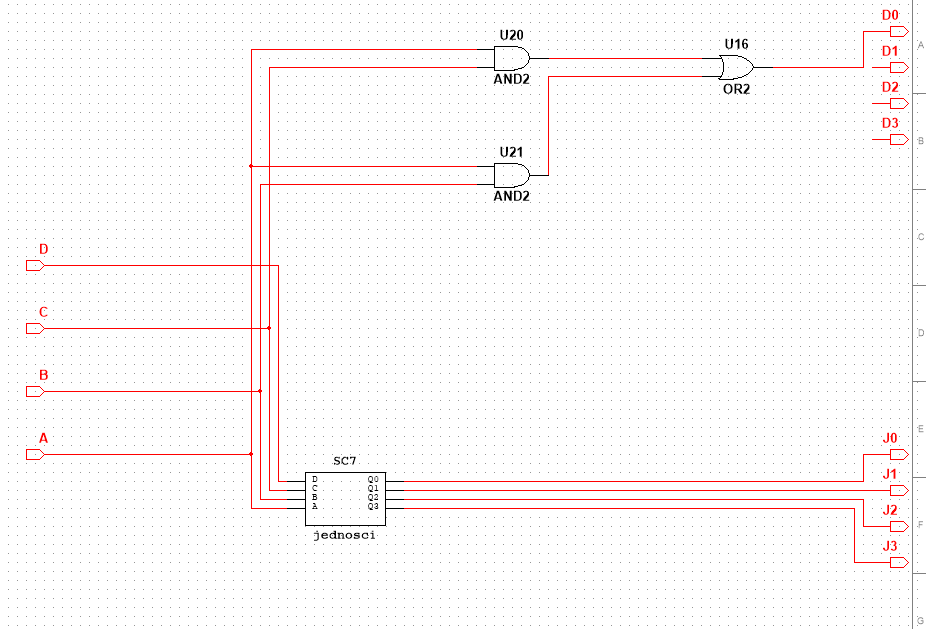 D0
U20
U16
A
D1
AND2
OR2
D2
D3
B
U21
AND2
C
D
C
D
B
E
A
J0
SC7
J1
D Q0
C Q1
B Q2
A Q3
J2
F
jednosci
J3
G